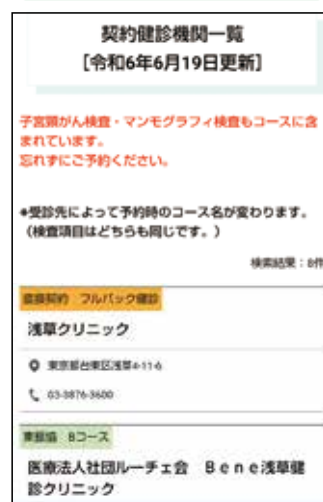 契約健診機関一覧
[令和6年6月19日更新]
子宮頸がん検査・マンモグラフィ検査もコースに含
まれています。
忘れずにご予約ください。
*受診先によって予約時のコース名が変わります。
(検査項目はどちらも同じです。)
検索結果:8件
直接契約 フルパック健診
浅草クリニック
東京都台東区浅草4-11-6
03-3876-3600
東振協 Bコース
医療法人社団ルーチェ会 Bene浅草健
診クリニック